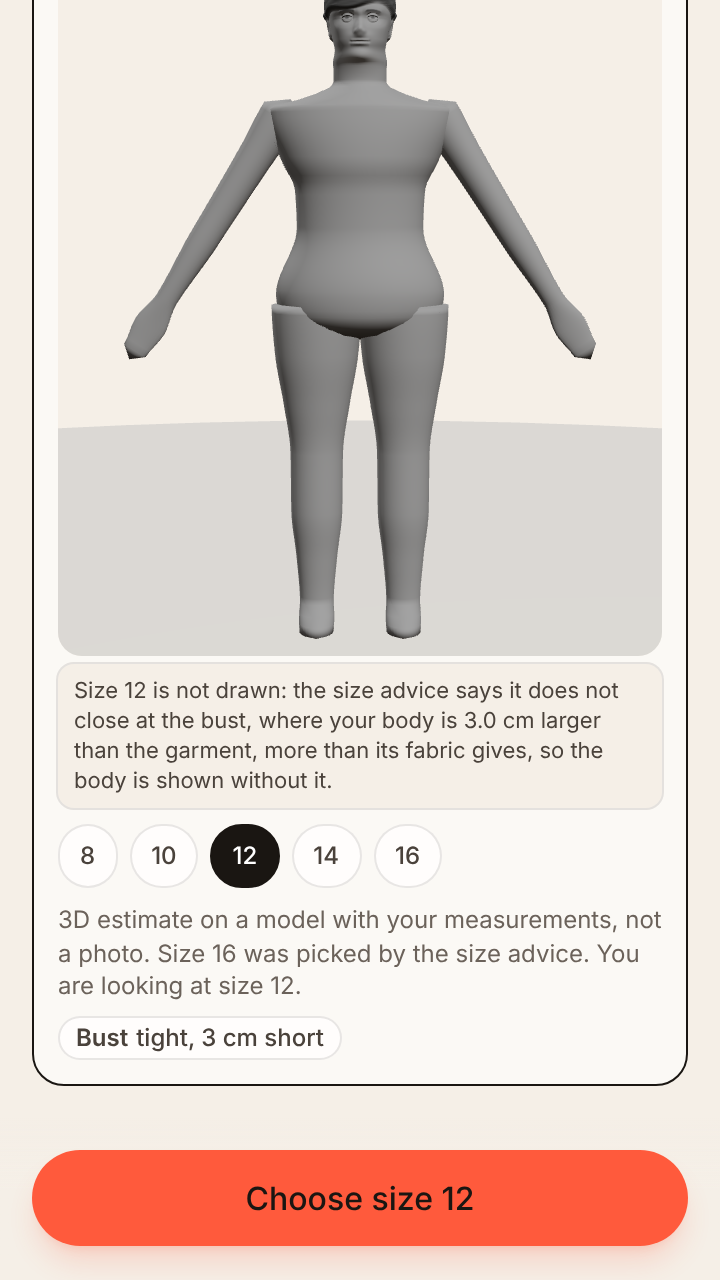 Size 12 is not drawn: the size advice says it does not
close at the bust, where your body is 3.0 cm larger
than the garment, more than its fabric gives, so the
body is shown without it.
8 10 12 14 16
3D estimate on a model with your measurements, not
a photo. Size 16 was picked by the size advice. You
are looking at size 12.
Bust tight, 3 cm short
Choose size 12